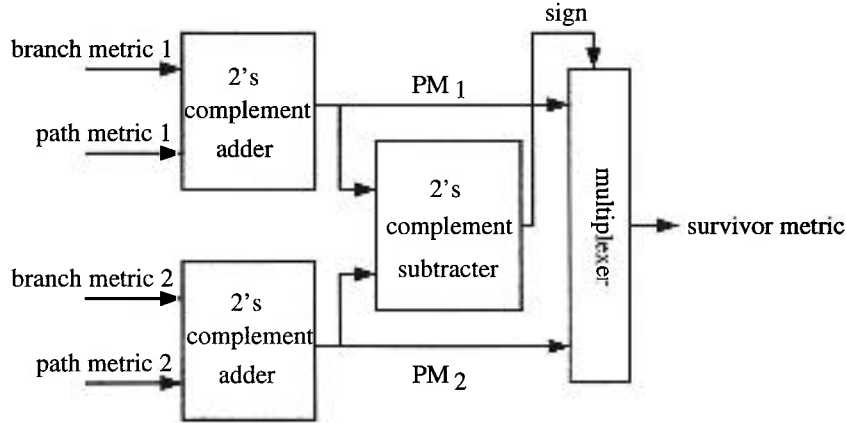 sign
branch metric 1
2's
complement
adder
path metric 1
PM 1
2's
complement
subtracter
multiplexer
survivor metric
branch metric 2
2's
complement
adder
path metric 2
PM 2